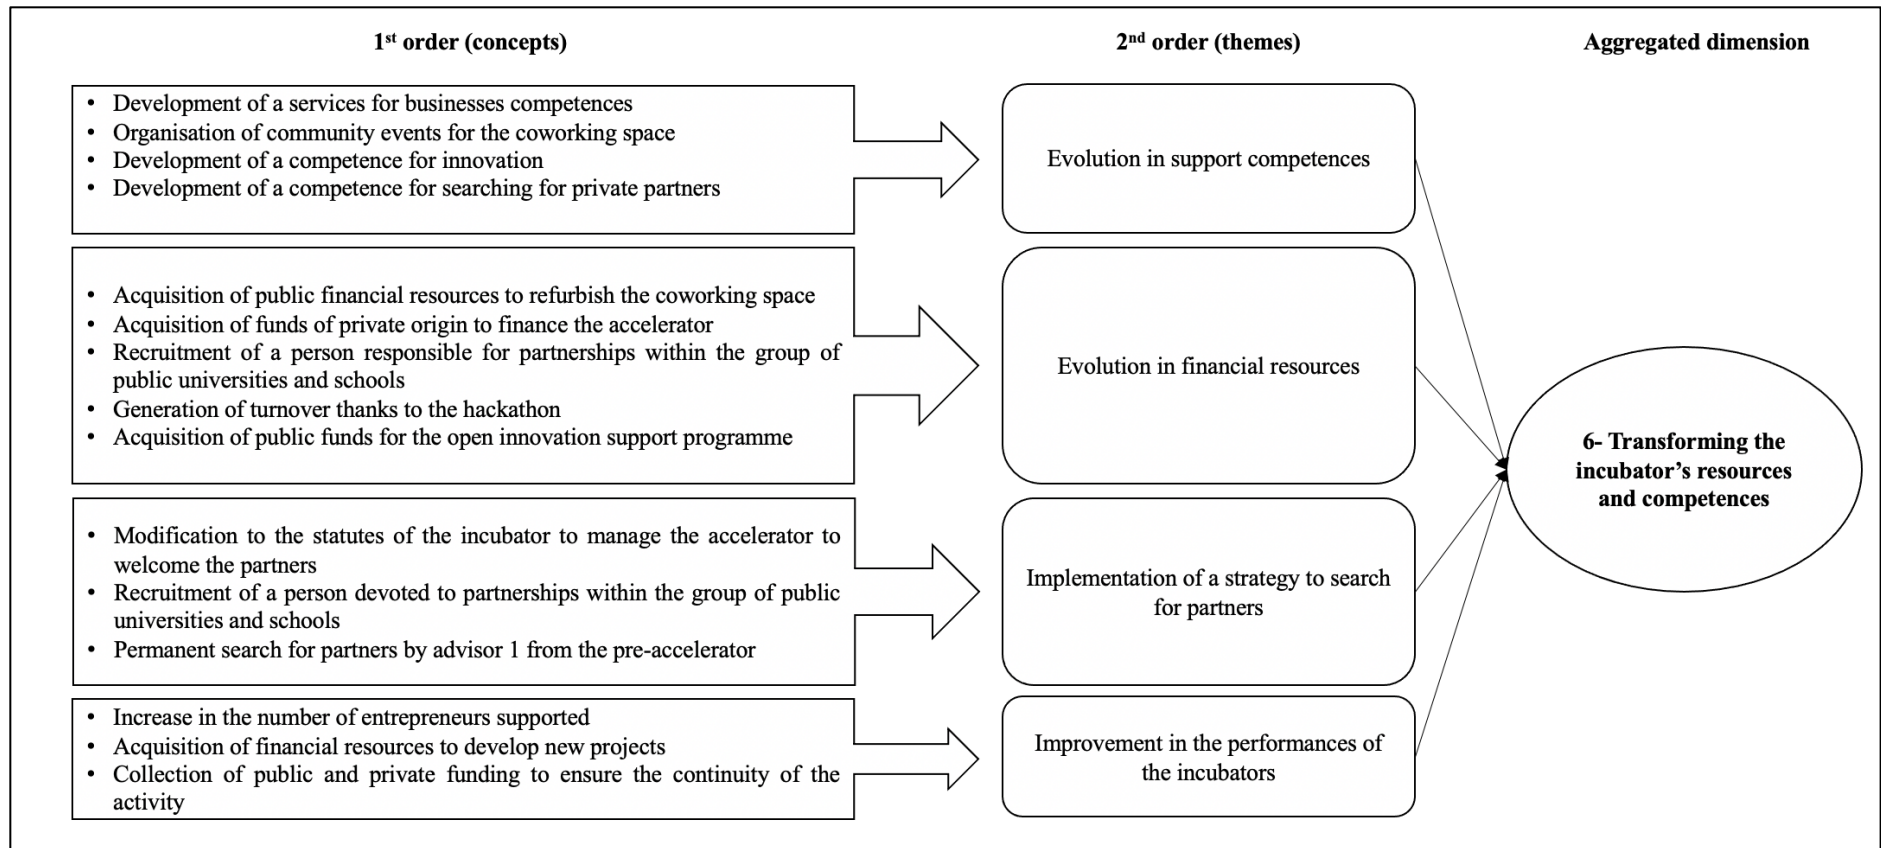 1st order (concepts)
2nd order (themes)
Aggregated dimension
• Development of a services for businesses competences
• Organisation of community events for the coworking space
• Development of a competence for innovation
• Development of a competence for searching for private partners
Evolution in support competences
• Acquisition of public financial resources to refurbish the coworking space
• Acquisition of funds of private origin to finance the accelerator
• Recruitment of a person responsible for partnerships within the group of
public universities and schools
• Generation of turnover thanks to the hackathon
• Acquisition of public funds for the open innovation support programme
Evolution in financial resources
• Modification to the statutes of the incubator to manage the accelerator to
welcome the partners
• Recruitment of a person devoted to partnerships within the group of public
universities and schools
• Permanent search for partners by advisor 1 from the pre-accelerator
Implementation of a strategy to search
for partners
• Increase in the number of entrepreneurs supported
• Acquisition of financial resources to develop new projects
• Collection of public and private funding to ensure the continuity of the
activity
Improvement in the performances of
the incubators
6- Transforming the
incubator’s resources
and competences